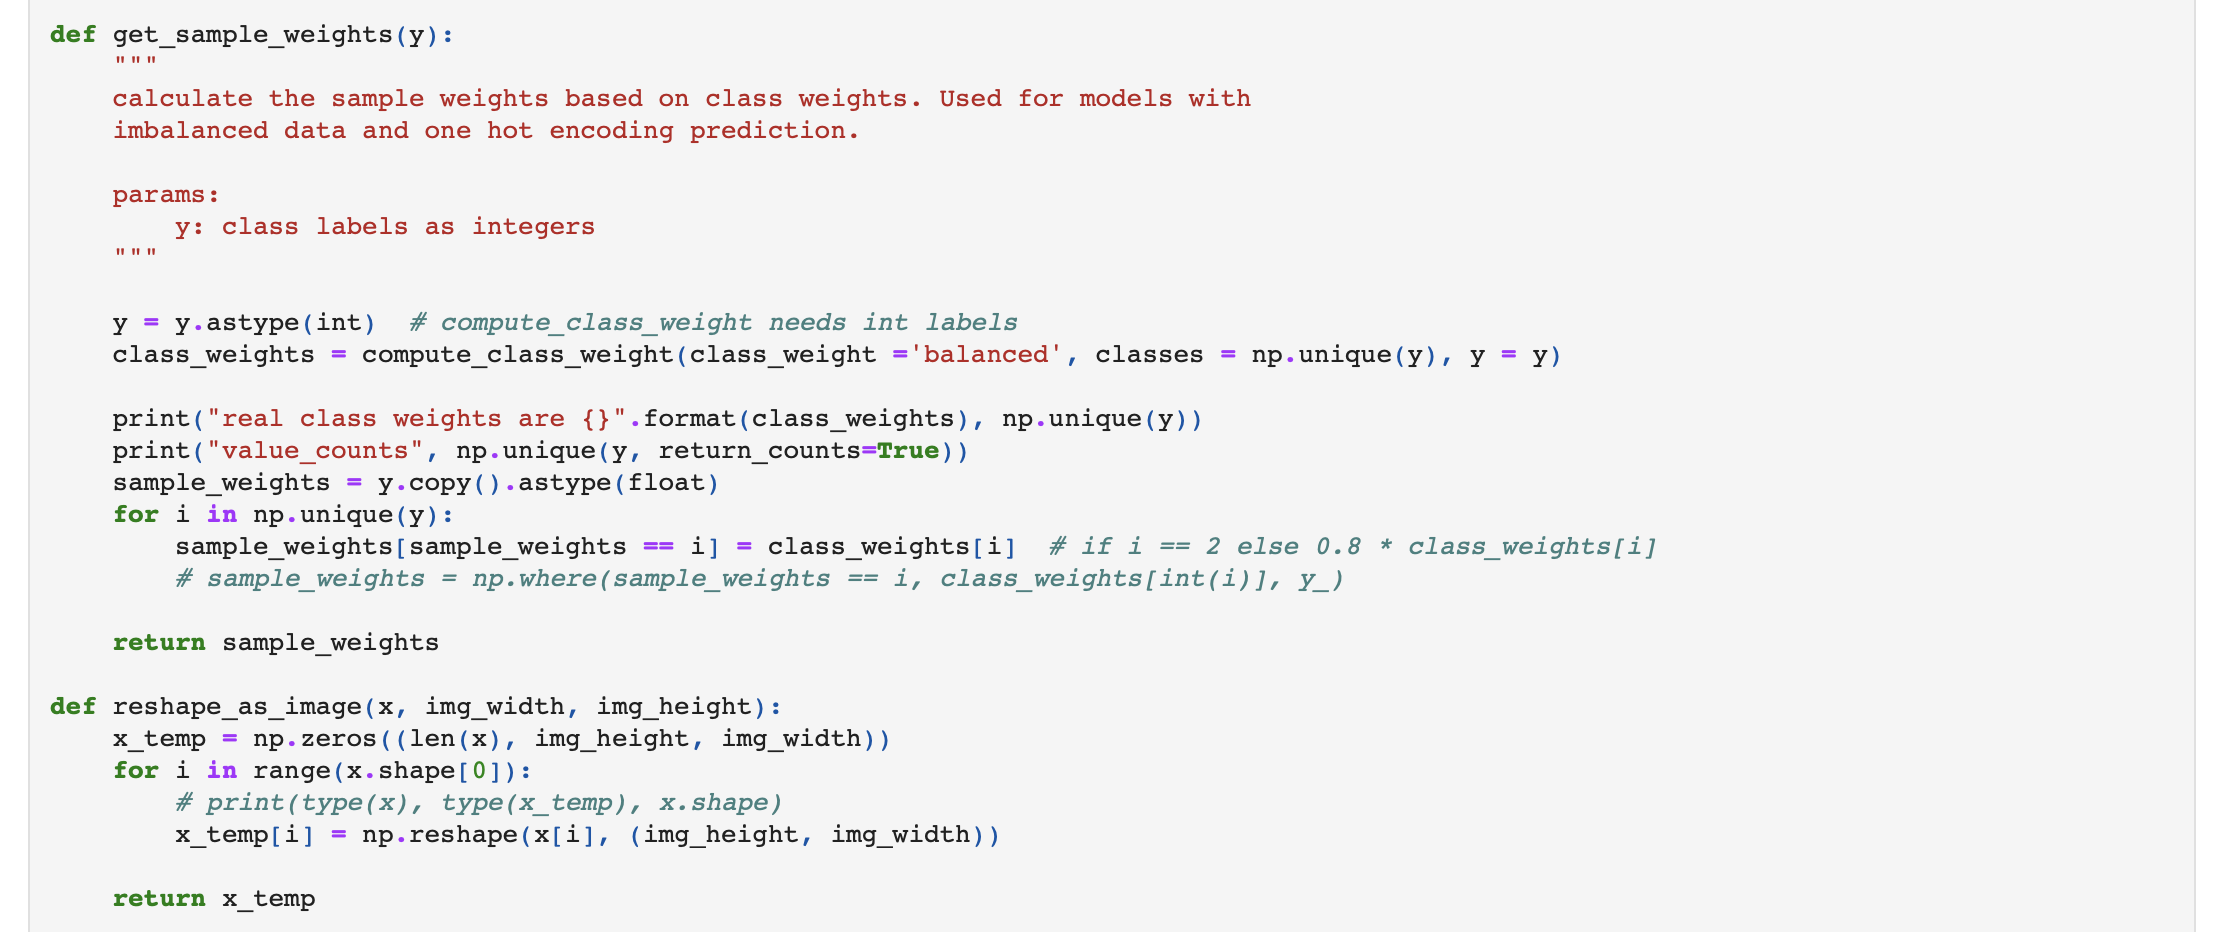 def get_sample_weights(y):
    """
    calculate the sample weights based on class weights. Used for models with
    imbalanced data and one hot encoding prediction.

    params:
        y: class labels as integers
    """

    y = y.astype(int)  # compute_class_weight needs int labels
    class_weights = compute_class_weight(class_weight ='balanced', classes = np.unique(y), y = y)

    print("real class weights are {}".format(class_weights), np.unique(y))
    print("value_counts", np.unique(y, return_counts=True))
    sample_weights = y.copy().astype(float)
    for i in np.unique(y):
        sample_weights[sample_weights == i] = class_weights[i]  # if i == 2 else 0.8 * class_weights[i]
        # sample_weights = np.where(sample_weights == i, class_weights[int(i)], y_)

    return sample_weights

def reshape_as_image(x, img_width, img_height):
    x_temp = np.zeros((len(x), img_height, img_width))
    for i in range(x.shape[0]):
        # print(type(x), type(x_temp), x.shape)
        x_temp[i] = np.reshape(x[i], (img_height, img_width))

    return x_temp